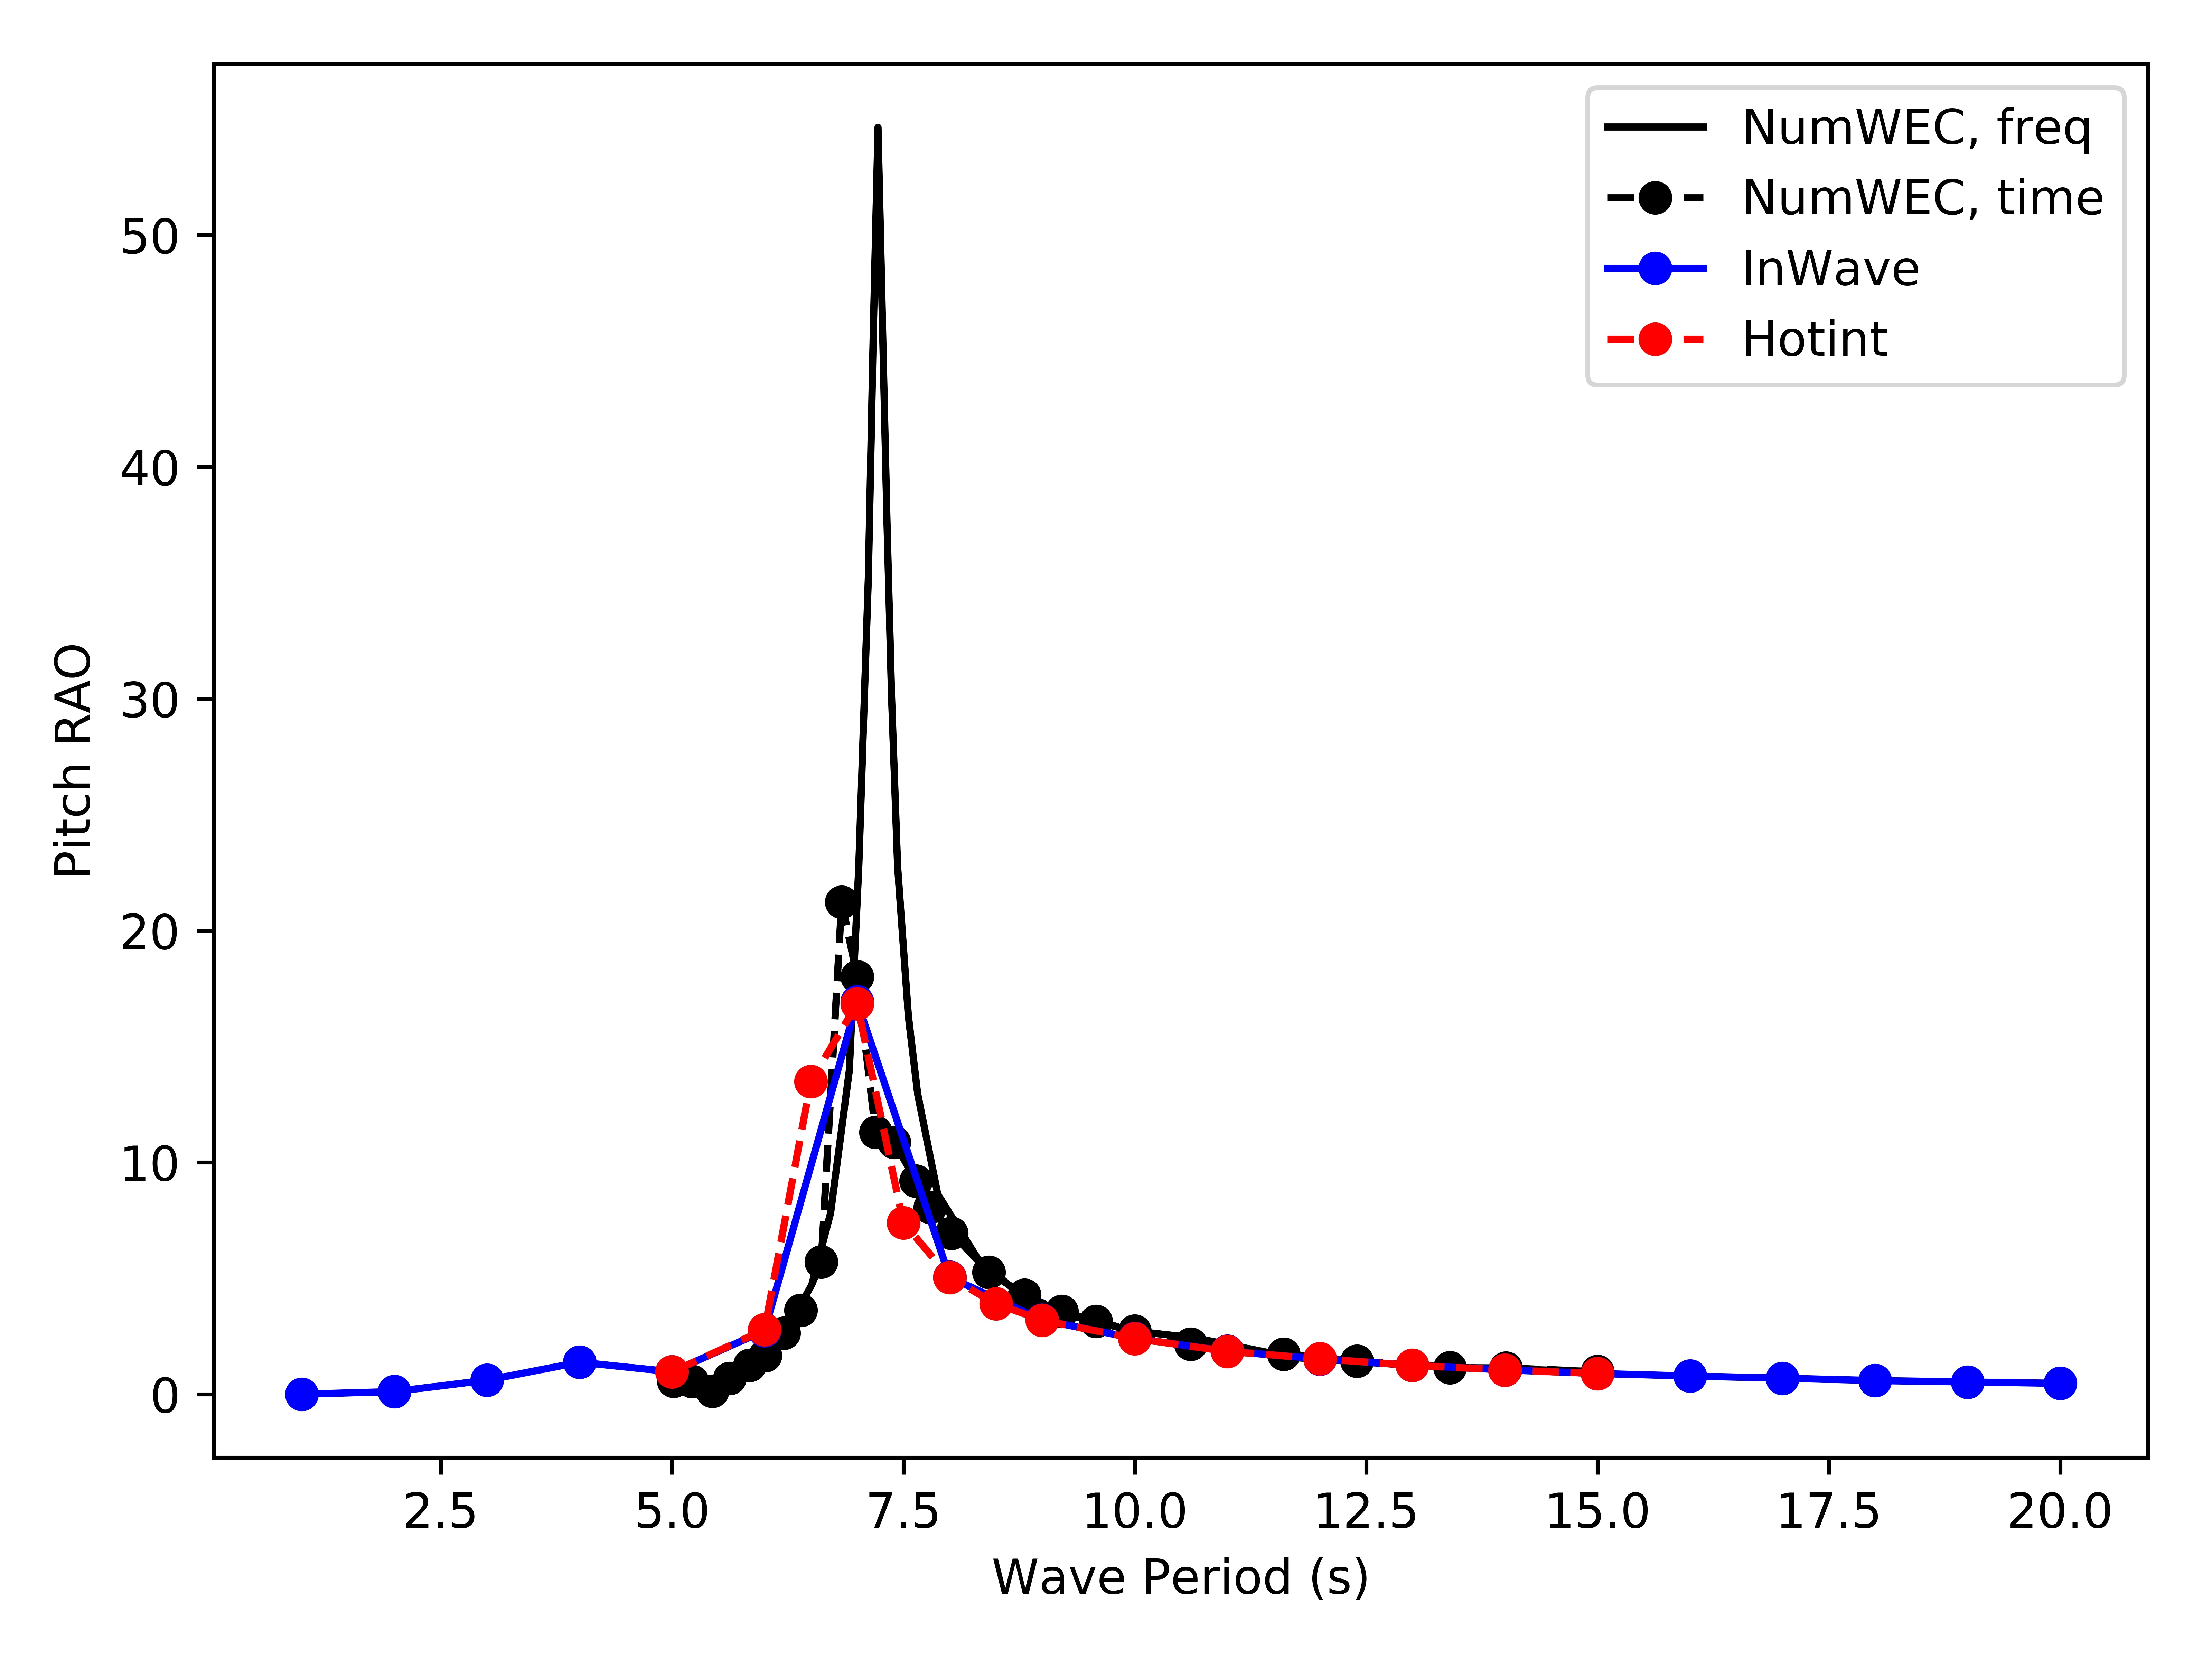 NumWEC, freq
NumWEC, time
InWave
Hotint
50
40
30
20
10
0
Pitch RAO
2.5 5.0 7.5 10.0 12.5 15.0 17.5 20.0
Wave Period (s)